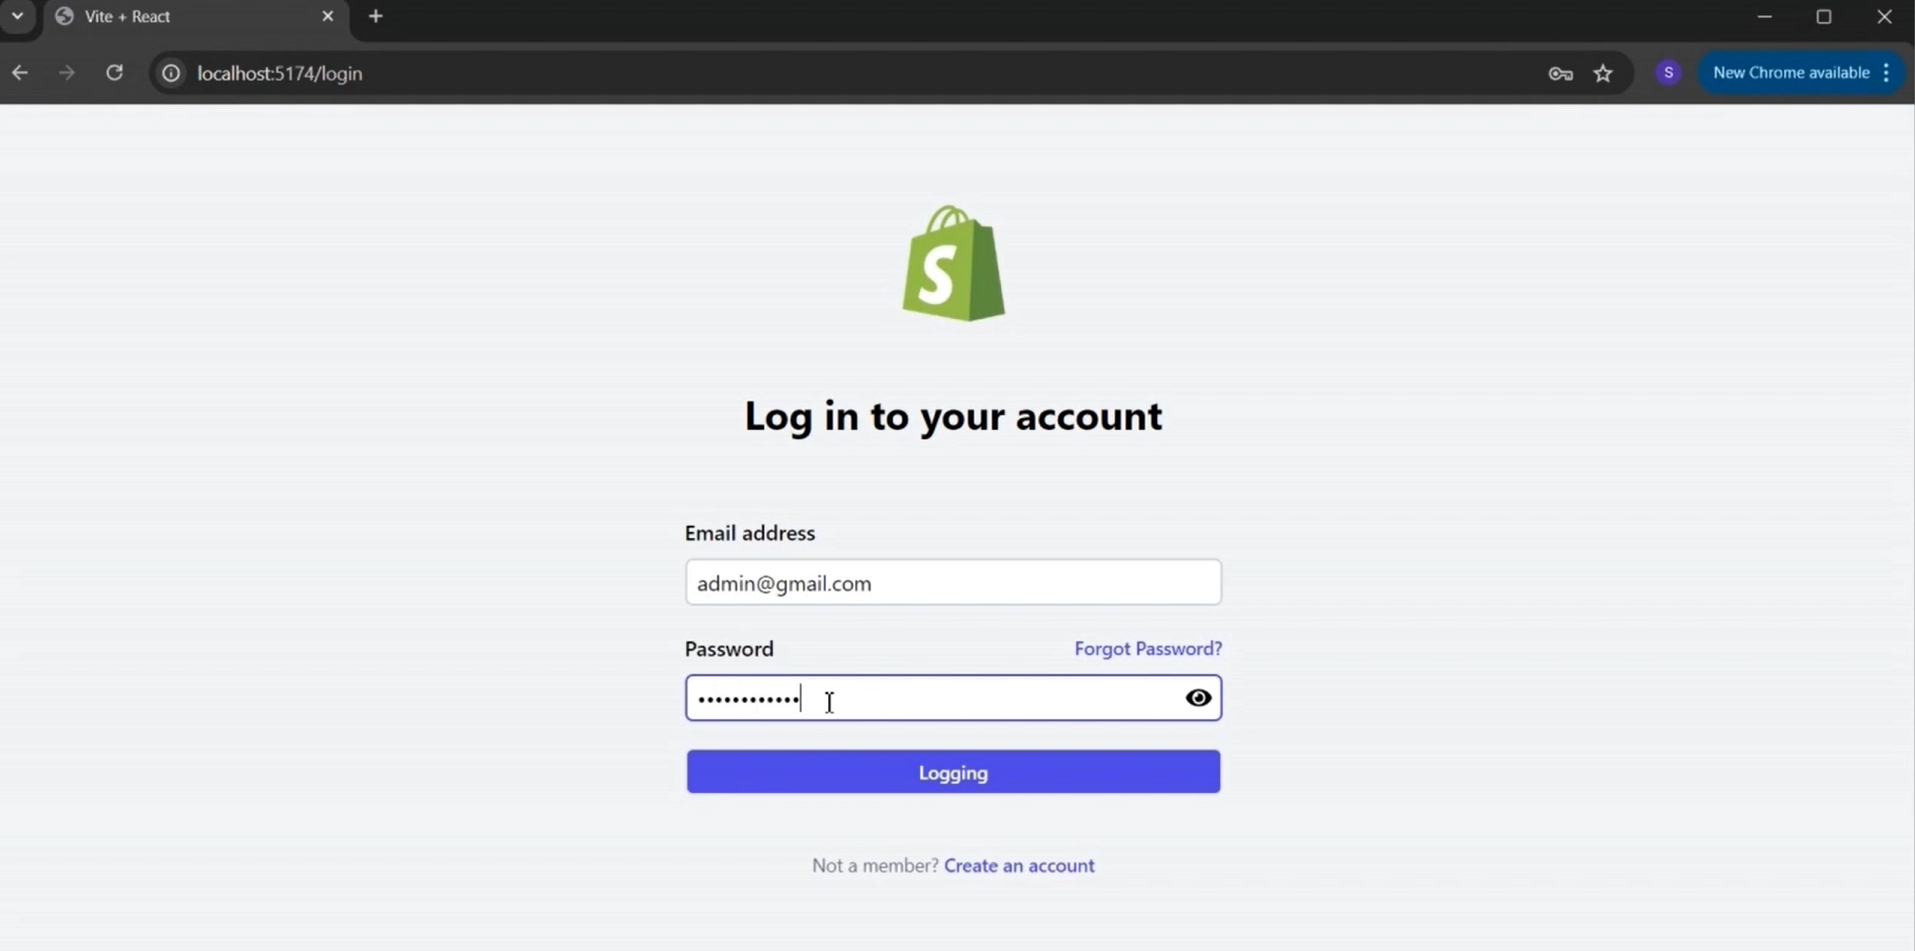 Vite + React
localhost:5174/login
S
New Chrome available
S
Log in to your account
Email address
admin@gmail.com
Password
Forgot Password?
••••••••••••
Logging
Not a member? Create an account